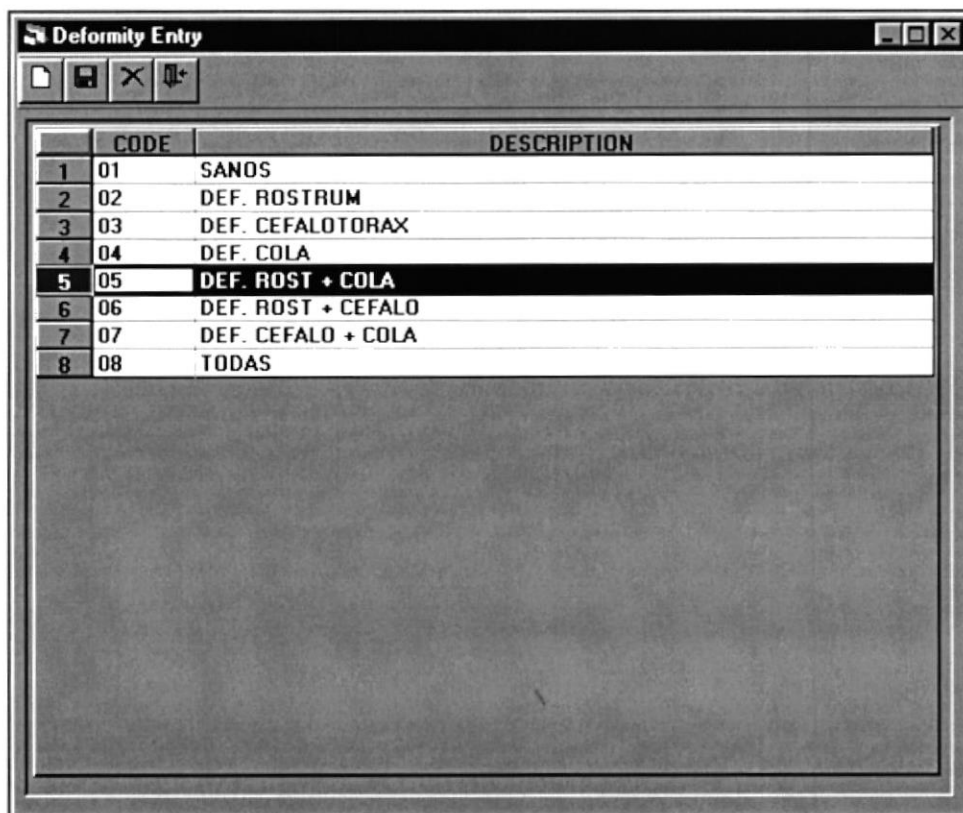 Deformity Entry
CODE DESCRIPTION
1 01 SANOS
2 02 DEF. ROSTRUM
3 03 DEF. CEFALOTORAX
4 04 DEF. COLA
5 05 DEF. ROST + COLA
6 06 DEF. ROST + CEFALO
7 07 DEF. CEFALO + COLA
8 08 TODAS